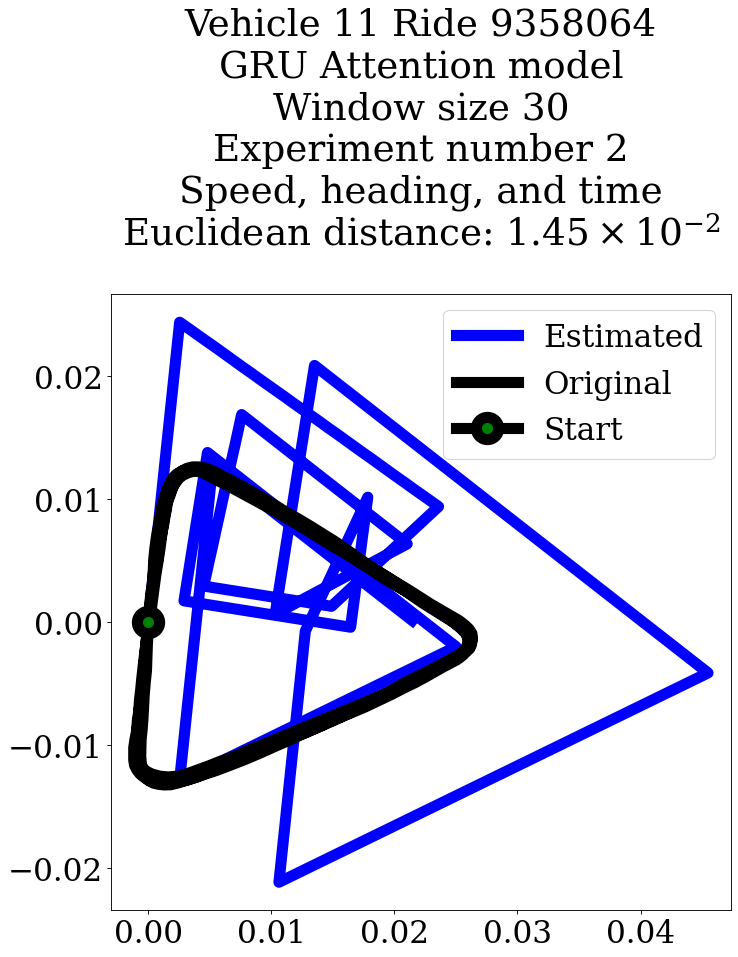 Vehicle 11 Ride 9358064
GRU Attention model
Window size 30
Experiment number 2
Speed, heading, and time
Euclidean distance: 1.45 × 10⁻²
Estimated
Original
Start
0.02
0.01
0.00
−0.01
−0.02
0.00 0.01 0.02 0.03 0.04